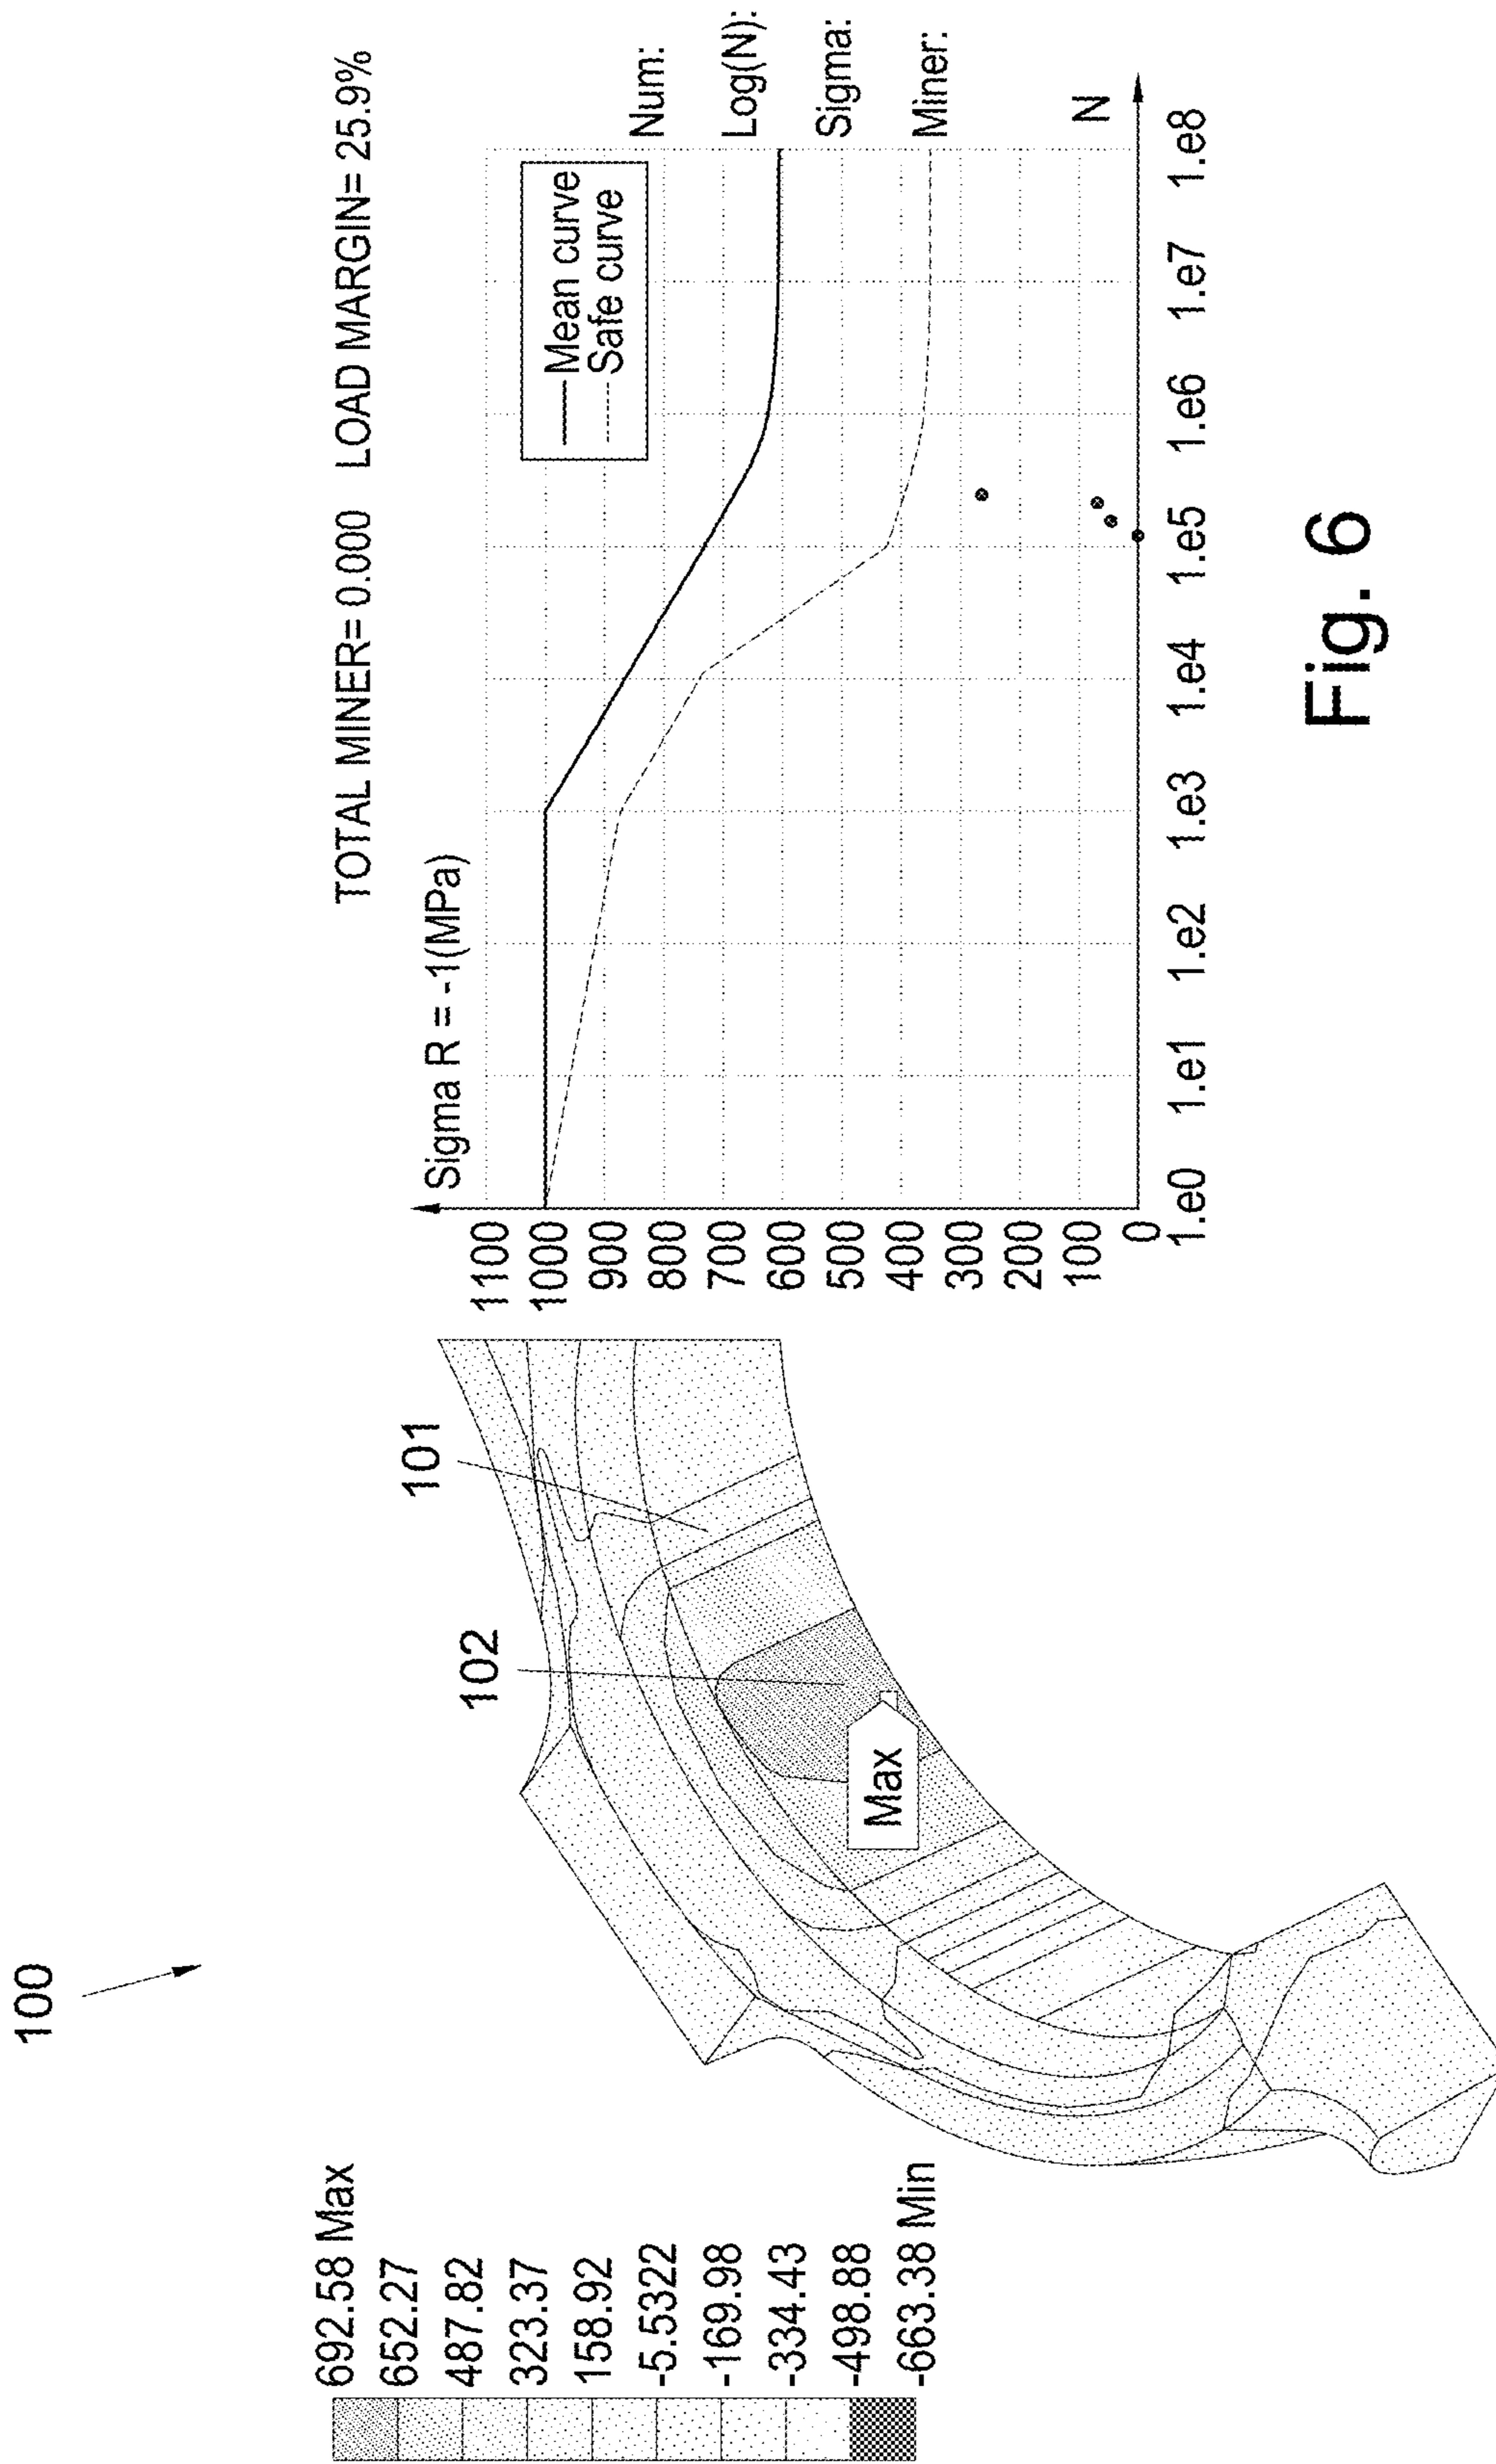 100
692.58 Max
652.27
487.82
323.37
158.92
-5.5322
-169.98
-334.43
-498.88
-663.38 Min
101
102
Max
TOTAL MINER= 0.000 LOAD MARGIN= 25.9%
Sigma R = -1(MPa)
1100
1000
900
800
700
600
500
400
300
200
100
0
Mean curve
Safe curve
Num:
Log(N):
Sigma:
Miner:
N
1.e0 1.e1 1.e2 1.e3 1.e4 1.e5 1.e6 1.e7 1.e8
Fig. 6